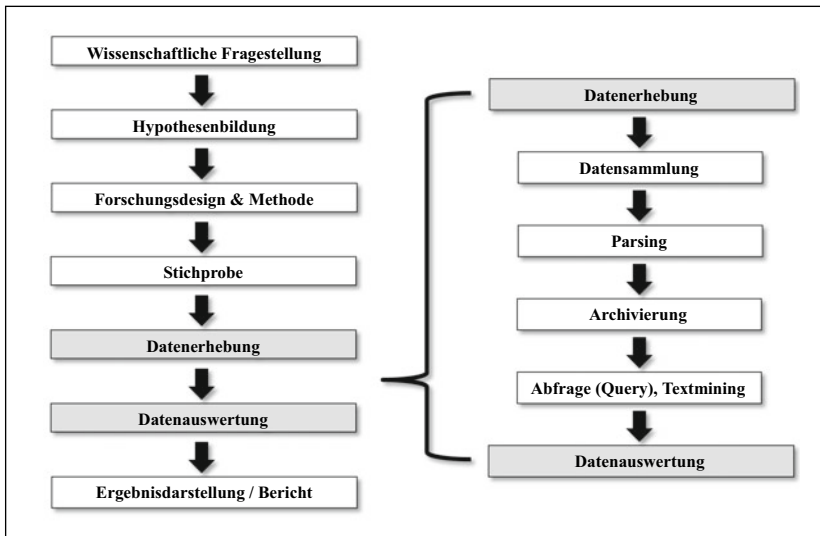 Wissenschaftliche Fragestellung
Hypothesenbildung
Forschungsdesign & Methode
Stichprobe
Datenerhebung
Datenauswertung
Ergebnisdarstellung / Bericht
Datenerhebung
Datensammlung
Parsing
Archivierung
Abfrage (Query), Textmining
Datenauswertung